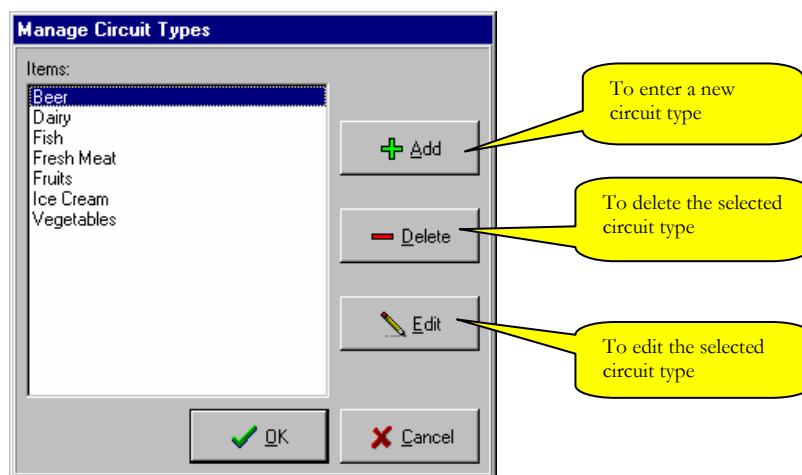 Manage Circuit Types
Items:
Beer
Dairy
Fish
Fresh Meat
Fruits
Ice Cream
Vegetables
Add
Delete
Edit
OK
Cancel
To enter a new
circuit type
To delete the selected
circuit type
To edit the selected
circuit type